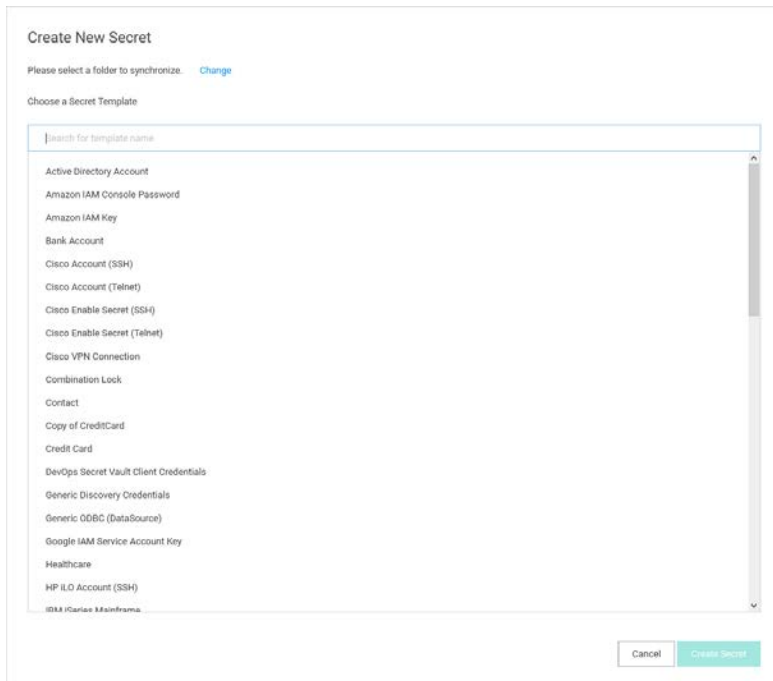 Create New Secret
Please select a folder to synchronize. Change
Choose a Secret Template
Search for template name
Active Directory Account
Amazon IAM Console Password
Amazon IAM Key
Bank Account
Cisco Account (SSH)
Cisco Account (Telnet)
Cisco Enable Secret (SSH)
Cisco Enable Secret (Telnet)
Cisco VPN Connection
Combination Lock
Contact
Copy of CreditCard
Credit Card
DevOps Secret Vault Client Credentials
Generic Discovery Credentials
Generic ODBC (DataSource)
Google IAM Service Account Key
Healthcare
HP iLO Account (SSH)
IBM iSeries Mainframe
Cancel Create Secret